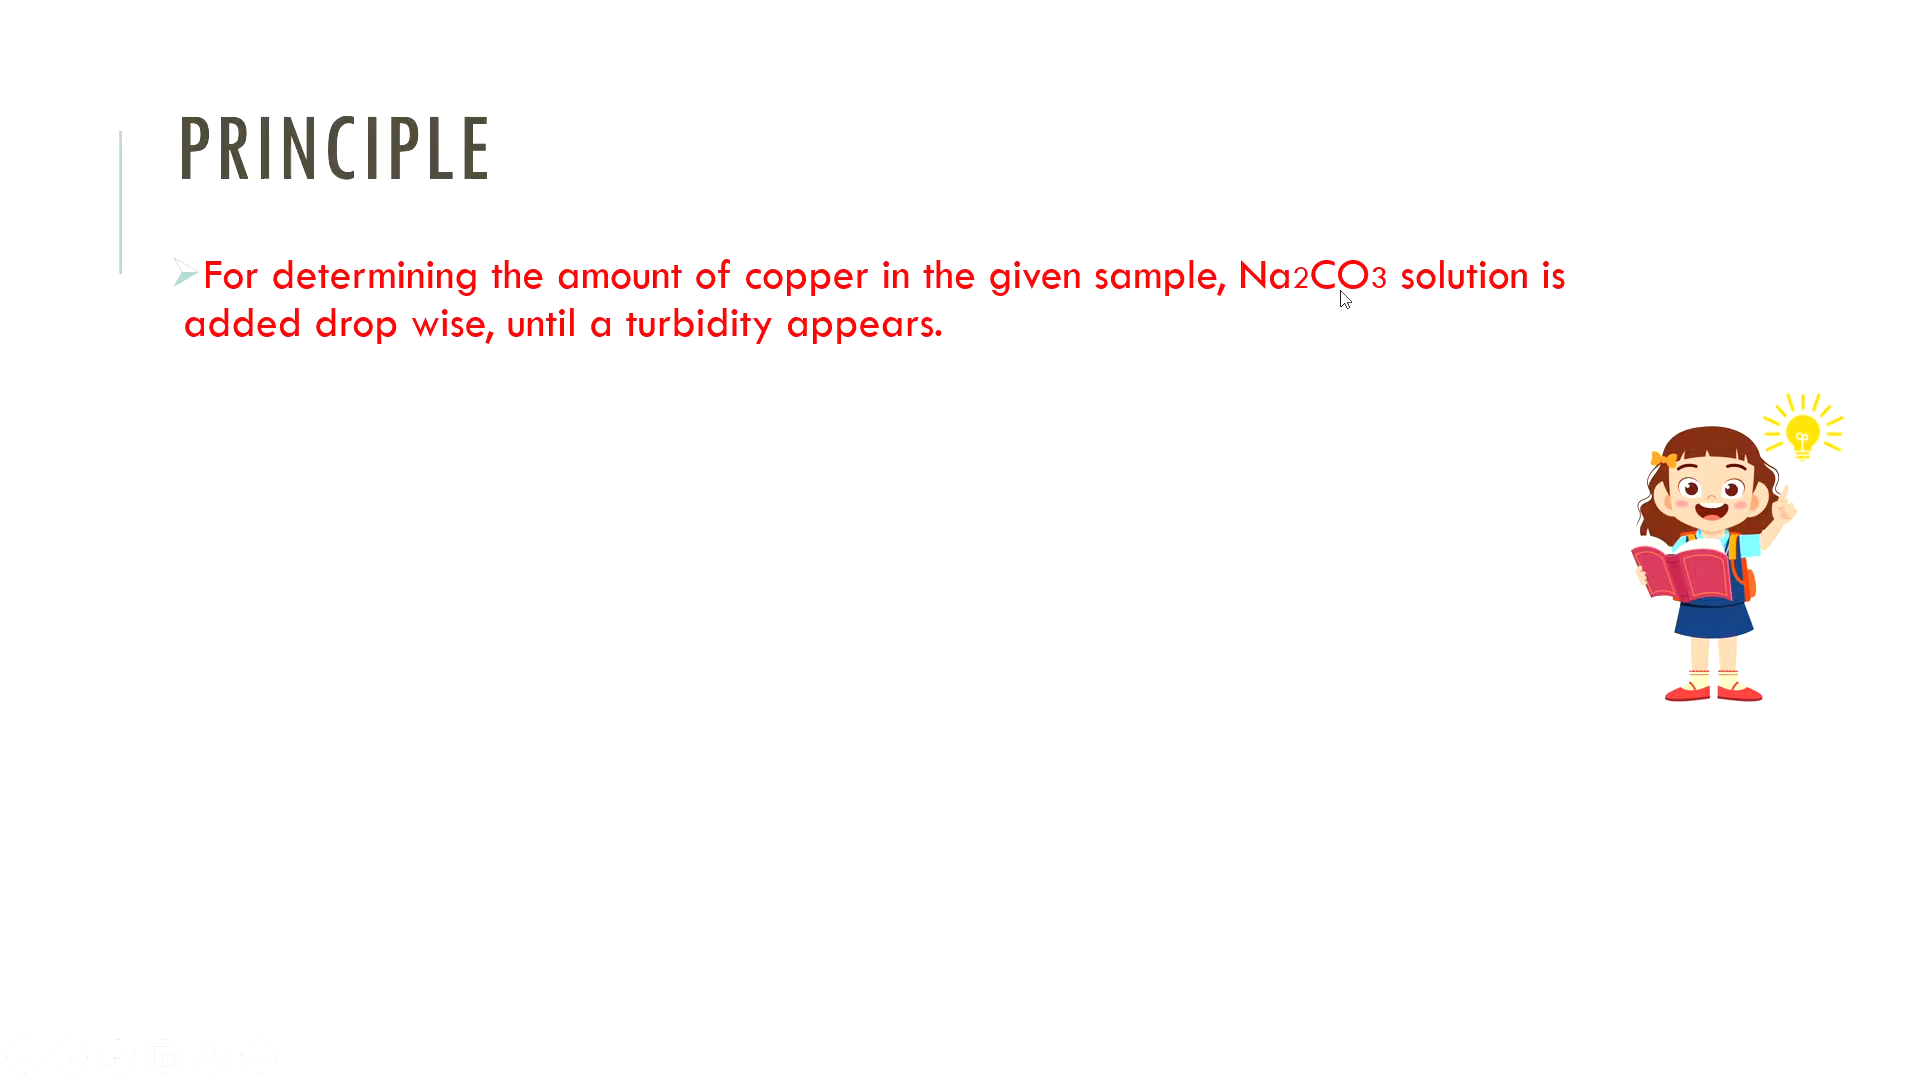 PRINCIPLE
For determining the amount of copper in the given sample, Na2CO3 solution is
added drop wise, until a turbidity appears.